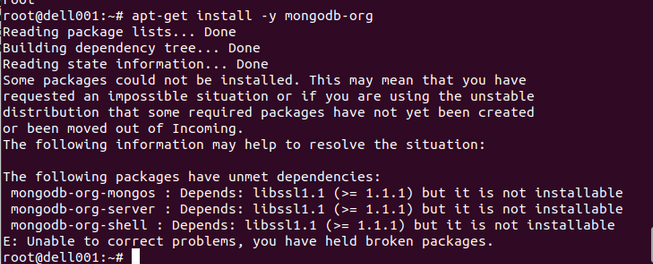 root@dell001:~# apt-get install -y mongodb-org
Reading package lists... Done
Building dependency tree... Done
Reading state information... Done
Some packages could not be installed. This may mean that you have
requested an impossible situation or if you are using the unstable
distribution that some required packages have not yet been created
or been moved out of Incoming.
The following information may help to resolve the situation:

The following packages have unmet dependencies:
 mongodb-org-mongos : Depends: libssl1.1 (>= 1.1.1) but it is not installable
 mongodb-org-server : Depends: libssl1.1 (>= 1.1.1) but it is not installable
 mongodb-org-shell : Depends: libssl1.1 (>= 1.1.1) but it is not installable
E: Unable to correct problems, you have held broken packages.
root@dell001:~#